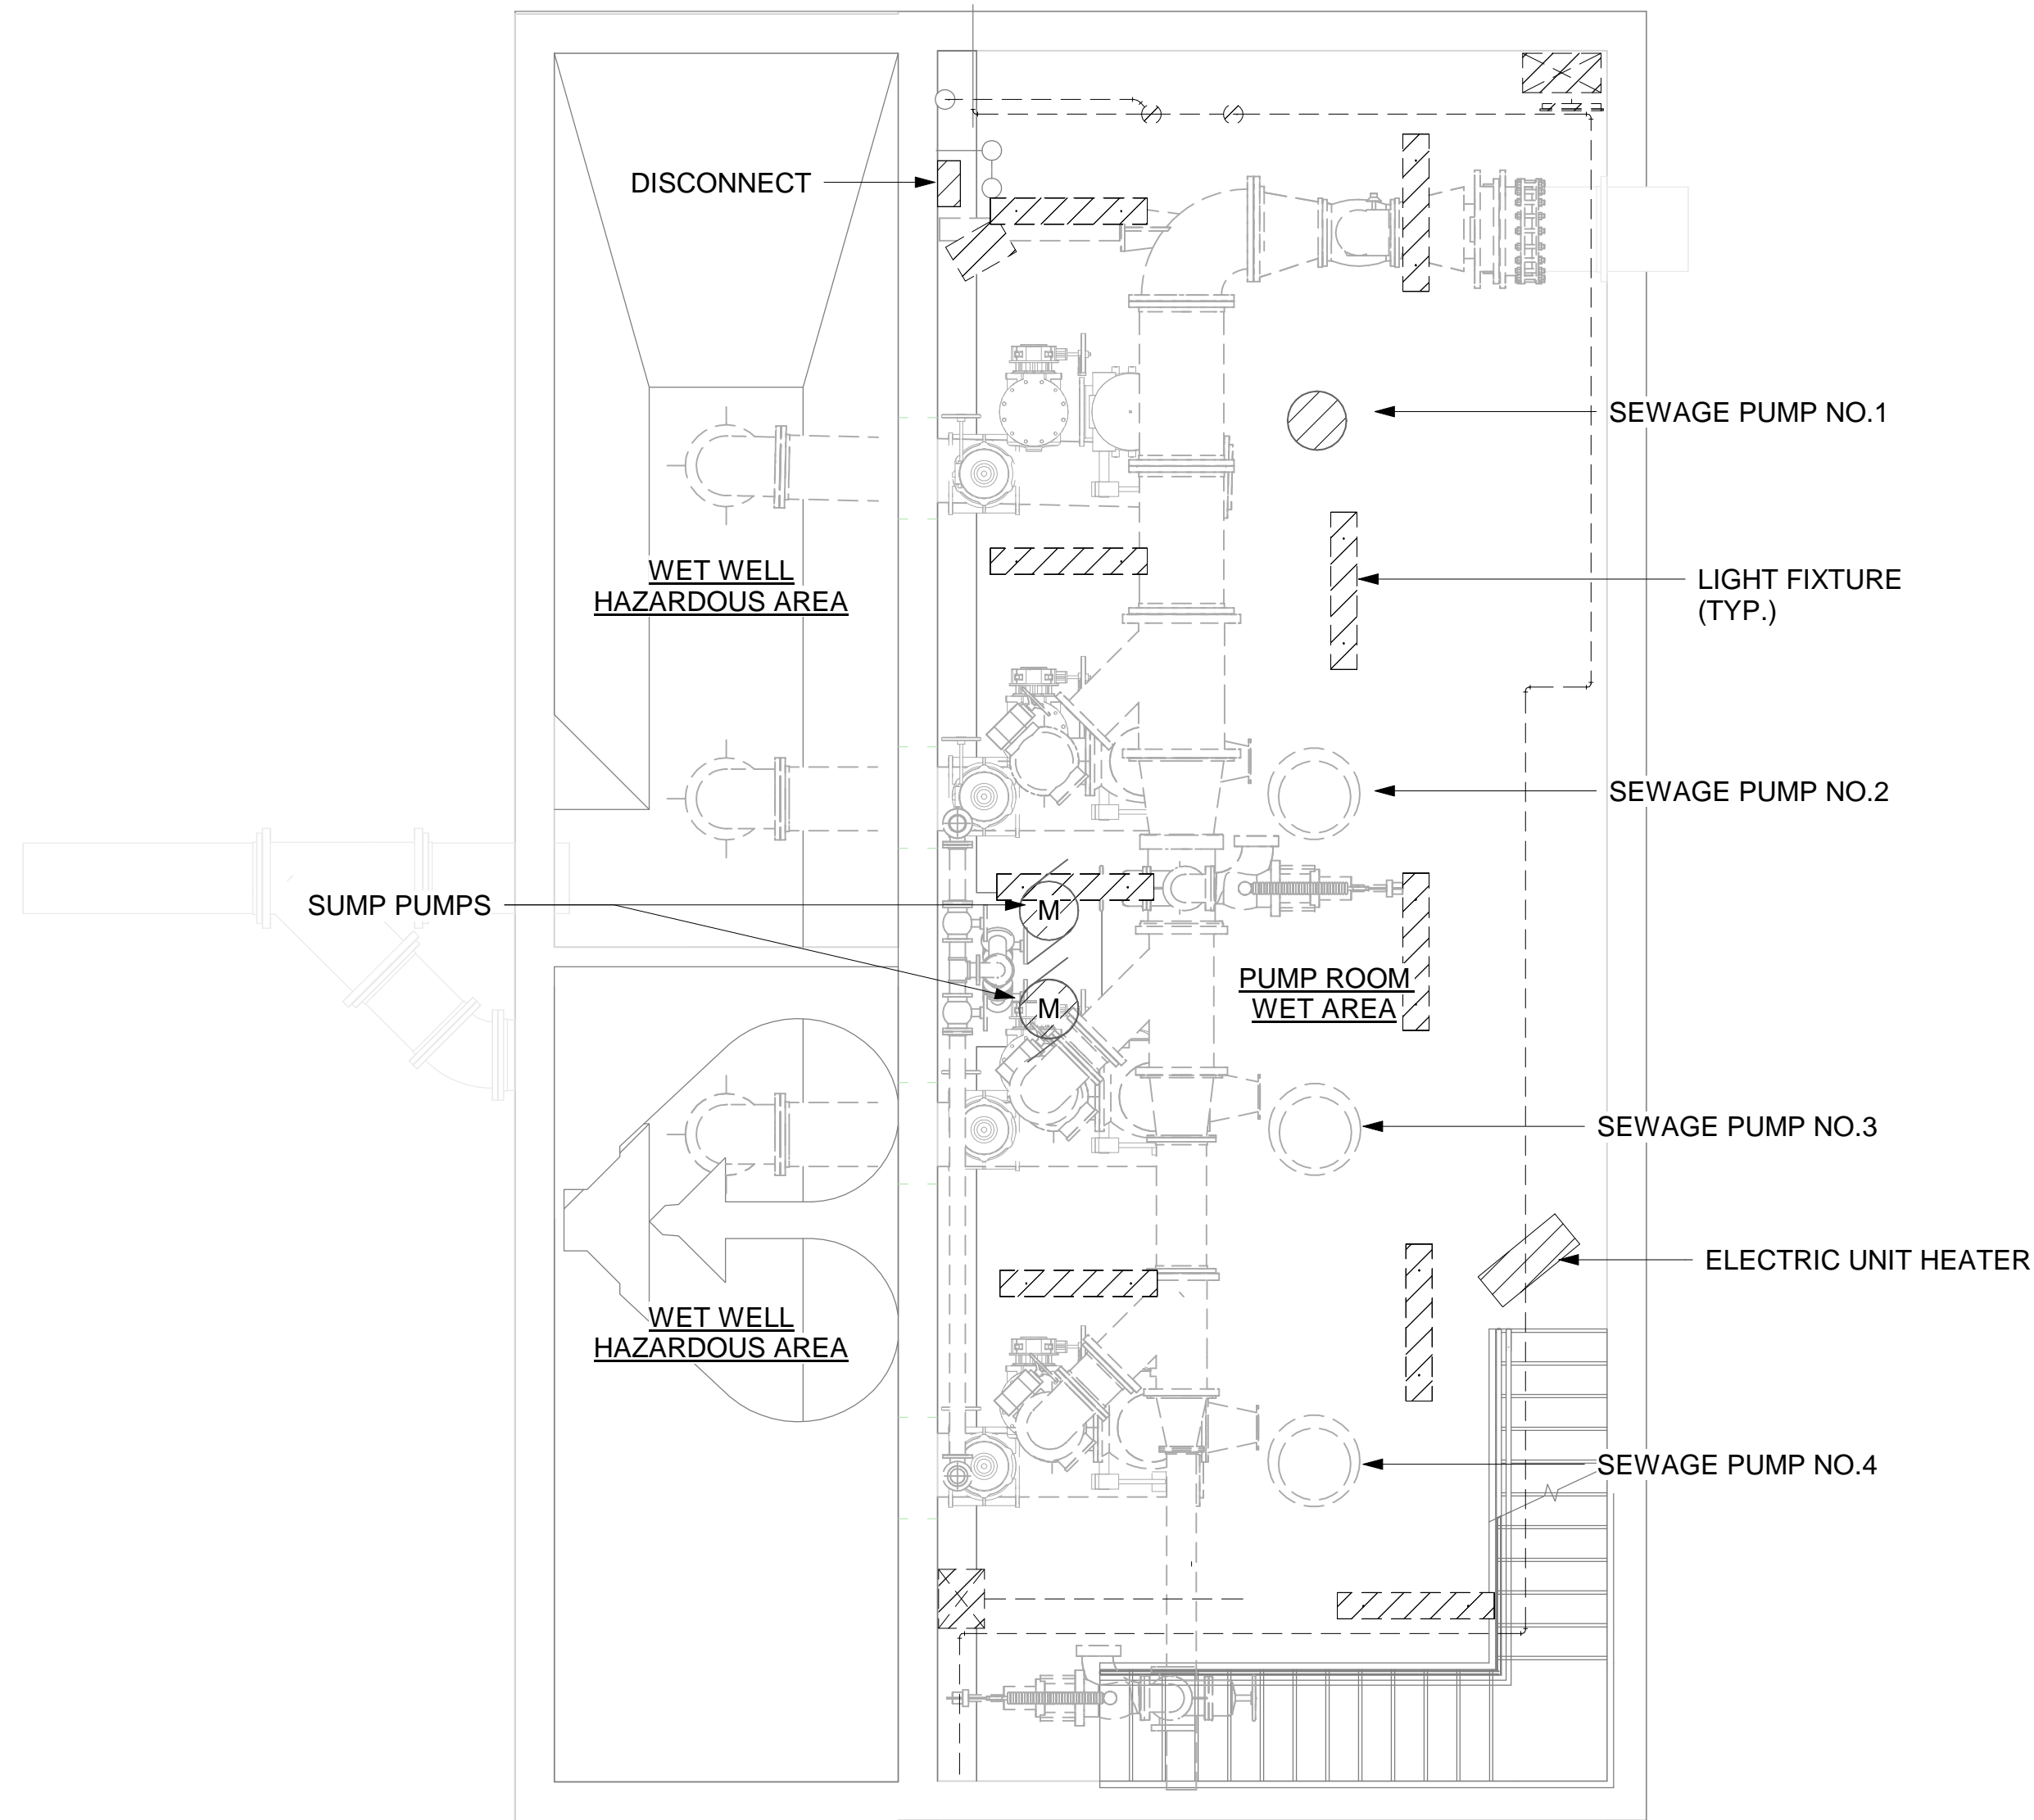 DISCONNECT
SEWAGE PUMP NO.1
WET WELL
HAZARDOUS AREA
LIGHT FIXTURE
(TYP.)
SEWAGE PUMP NO.2
SUMP PUMPS
M
PUMP ROOM
WET AREA
M
SEWAGE PUMP NO.3
ELECTRIC UNIT HEATER
WET WELL
HAZARDOUS AREA
SEWAGE PUMP NO.4